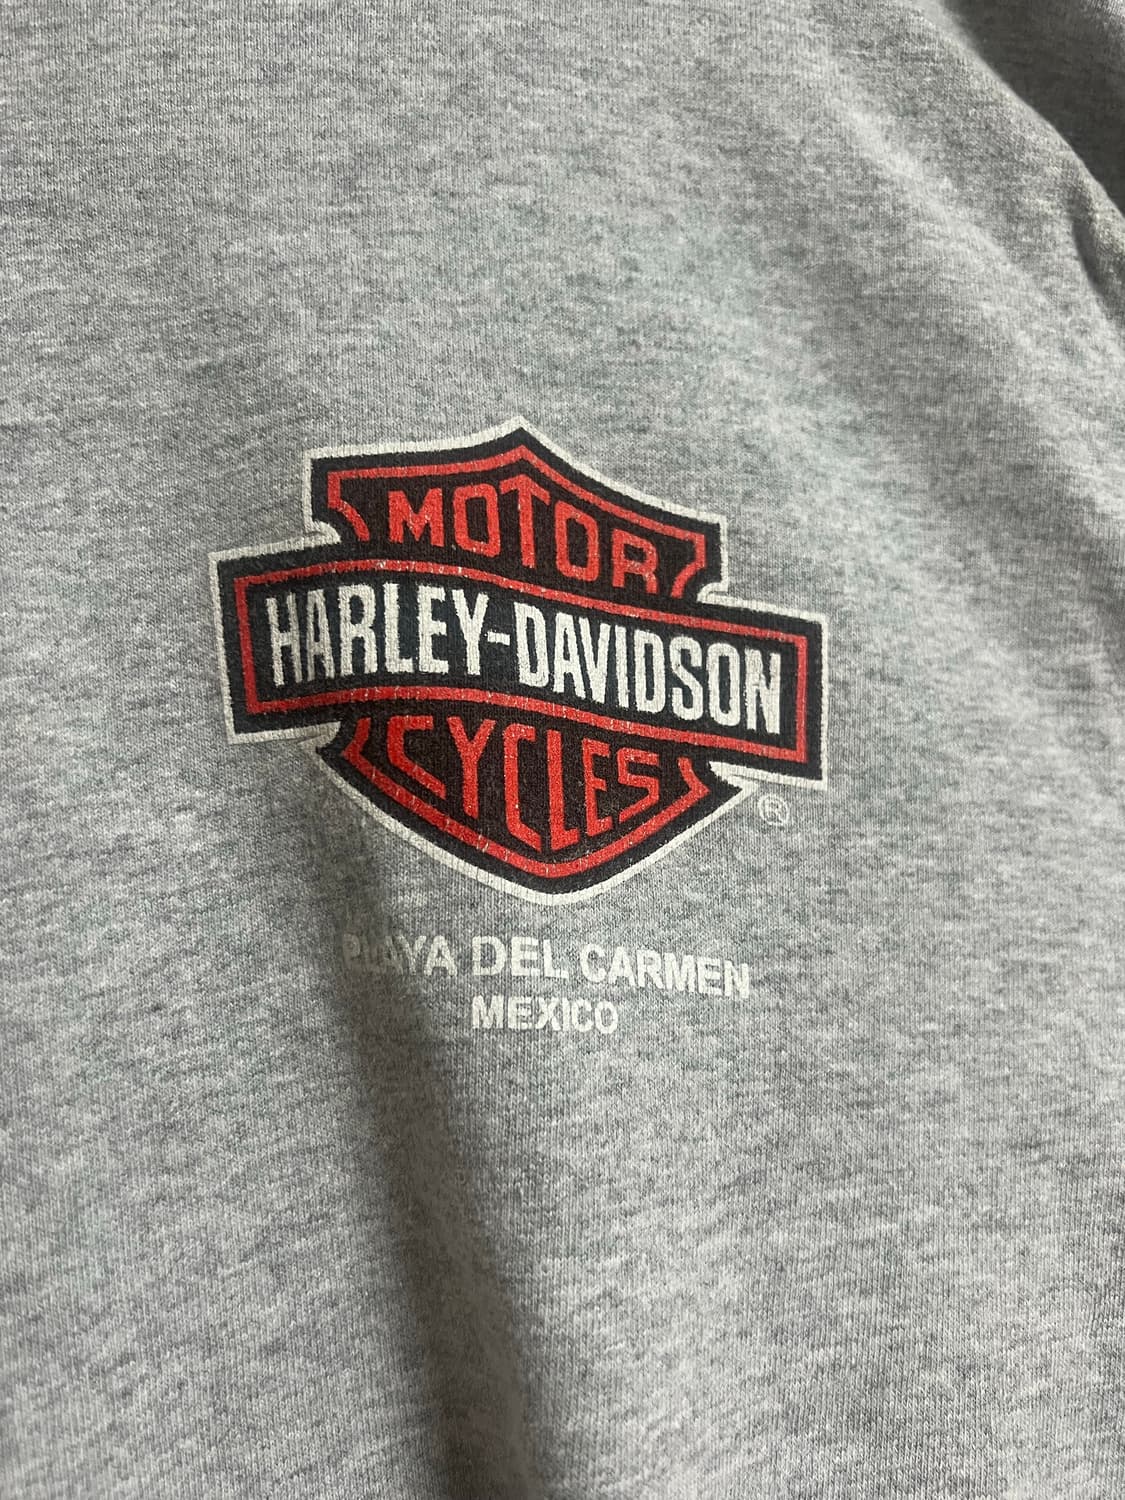 MOTOR
HARLEY-DAVIDSON
CYCLES
®
PLAYA DEL CARMEN
MEXICO